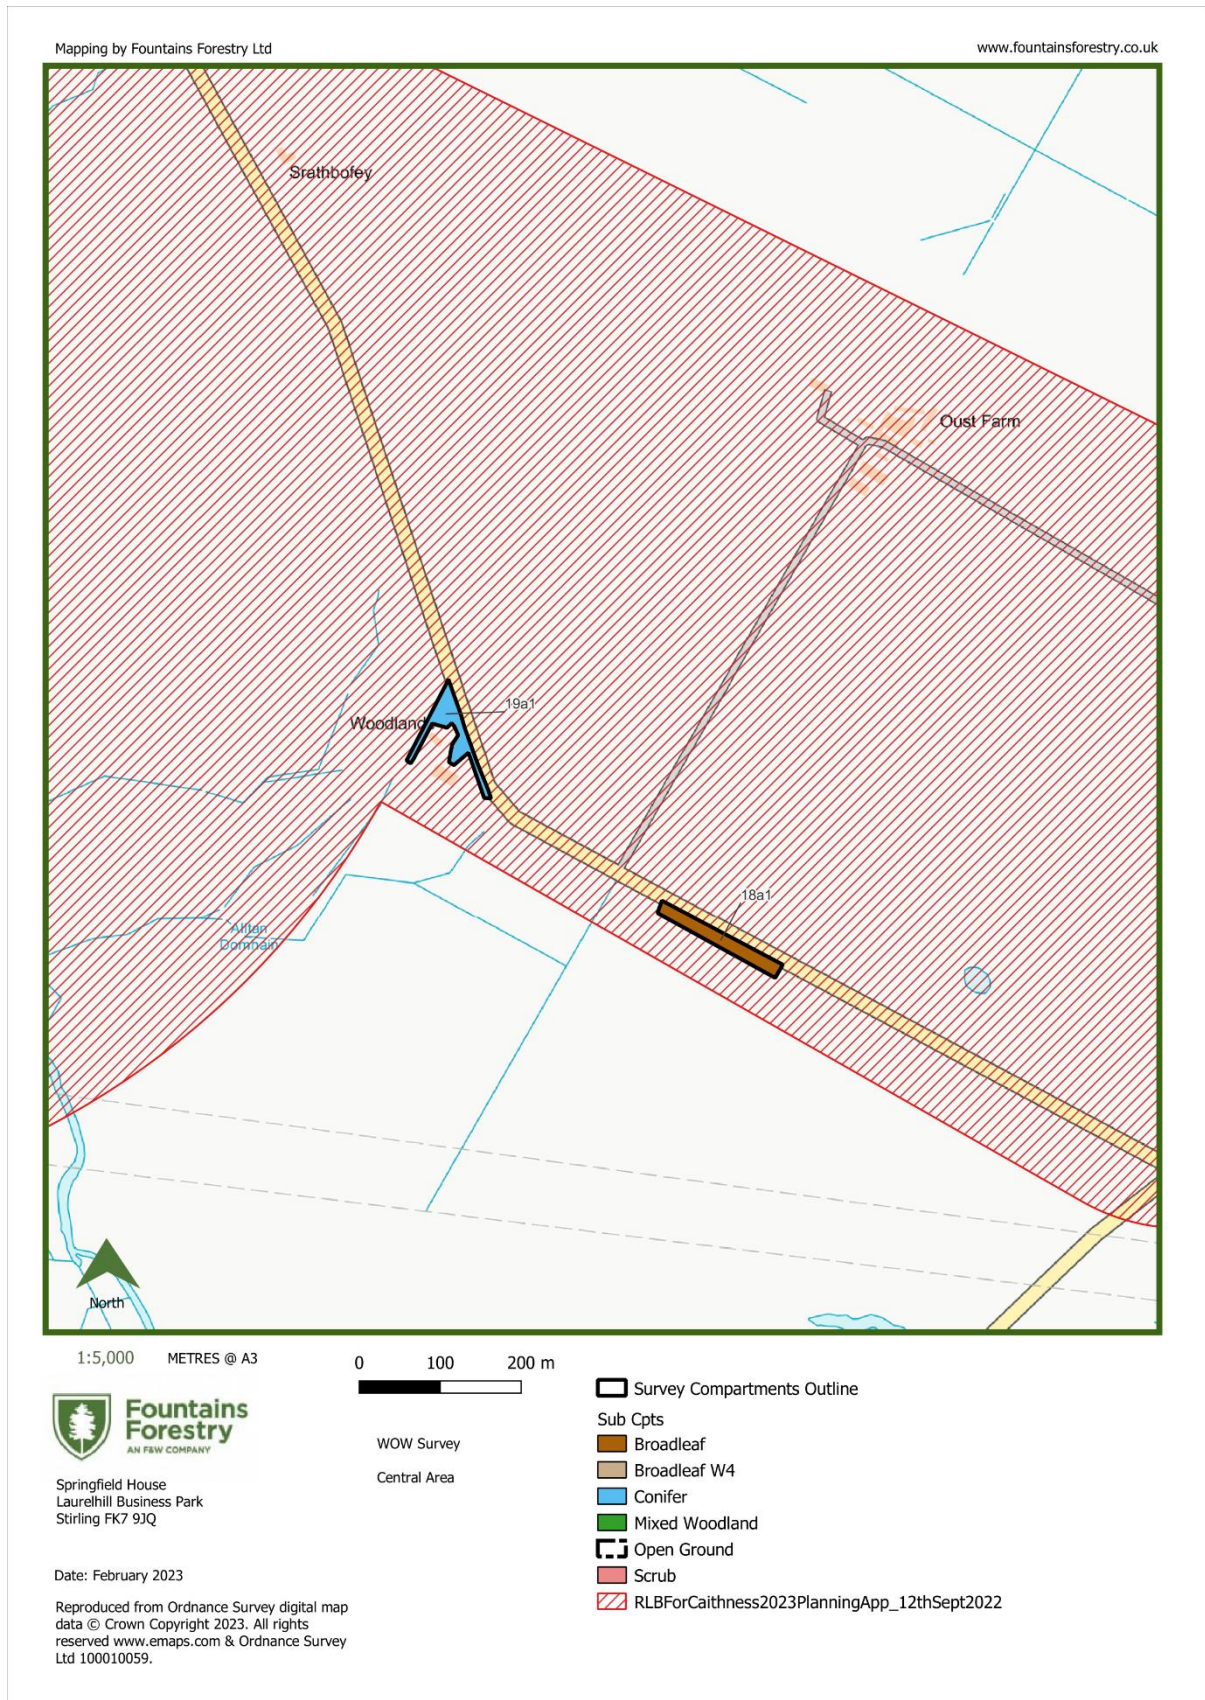 Mapping by Fountains Forestry Ltd
www.fountainsforestry.co.uk
Srathbofey
Oust Farm
19a1
Woodland
18a1
Alltan
Domhain
North
1:5,000
METRES @ A3
0 100 200 m
Fountains
Forestry
AN F&W COMPANY
WOW Survey
Central Area
Springfield House
Laurelhill Business Park
Stirling FK7 9JQ
Date: February 2023
Reproduced from Ordnance Survey digital map
data © Crown Copyright 2023. All rights
reserved www.emaps.com & Ordnance Survey
Ltd 100010059.
Survey Compartments Outline
Sub Cpts
Broadleaf
Broadleaf W4
Conifer
Mixed Woodland
Open Ground
Scrub
RLBForCaithness2023PlanningApp_12thSept2022